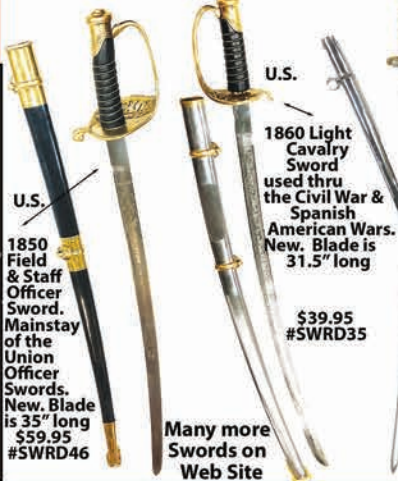 U.S.
1850
Field
& Staff
Officer
Sword.
Mainstay
of the
Union
Officer
Swords.
New. Blade
is 35" long
$59.95
#SWRD46
U.S.
1860 Light
Cavalry
Sword
used thru
the Civil War &
Spanish
American Wars.
New. Blade is
31.5" long
$39.95
#SWRD35
Many more
Swords on
Web Site